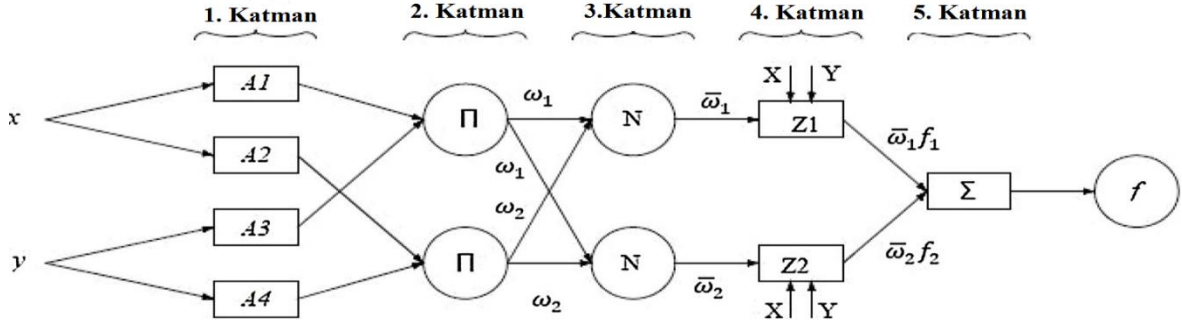 1. Katman 2. Katman 3.Katman 4. Katman 5. Katman
X Y
A1
x
Π ω₁ N ω̄₁ Z1
A2
ω₁ ω̄₁f₁
Σ f
A3
ω₂
y
Π N Z2 ω̄₂f₂
A4
ω₂ ω̄₂
X Y